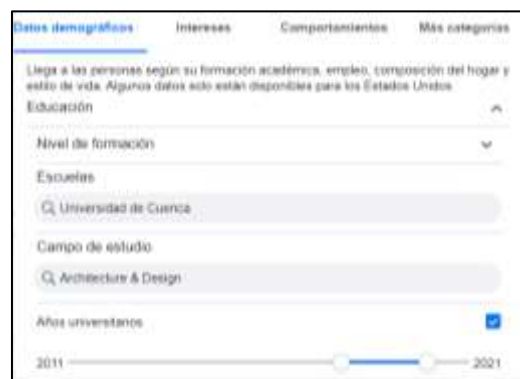 Datos demográficos Intereses Comportamientos Más categorías
Llega a las personas según su formación académica, empleo, composición del hogar y
estilo de vida. Algunos datos solo están disponibles para los Estados Unidos
Educación
Nivel de formación
Escuelas
Universidad de Cuenca
Campo de estudio
Architecture & Design
Años universitarios
2011 2021